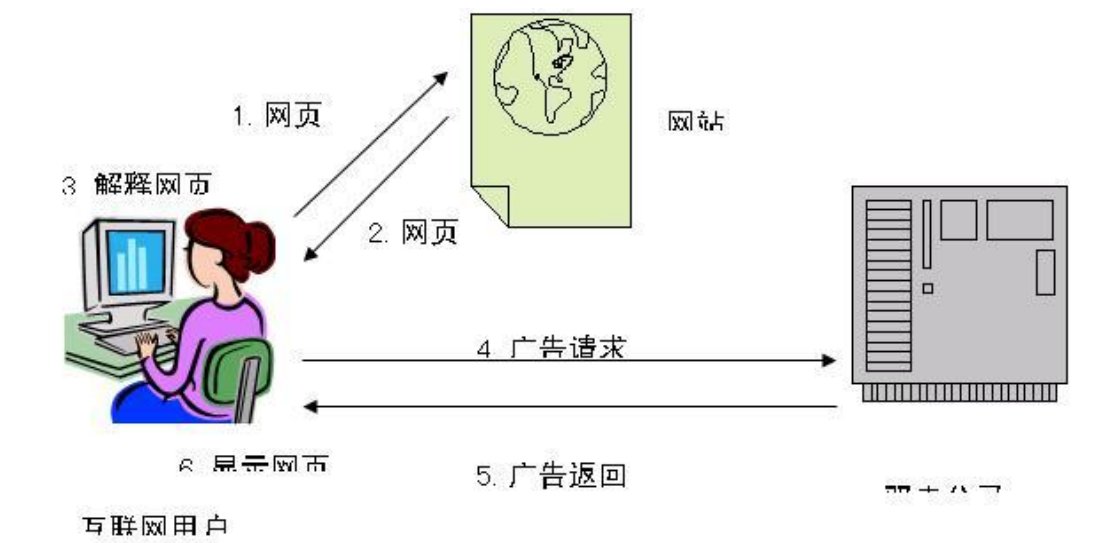 1. 网页
网站
3 解释网页
2. 网页
4 广告请求
6 显示网页
5. 广告返回
互联网用户